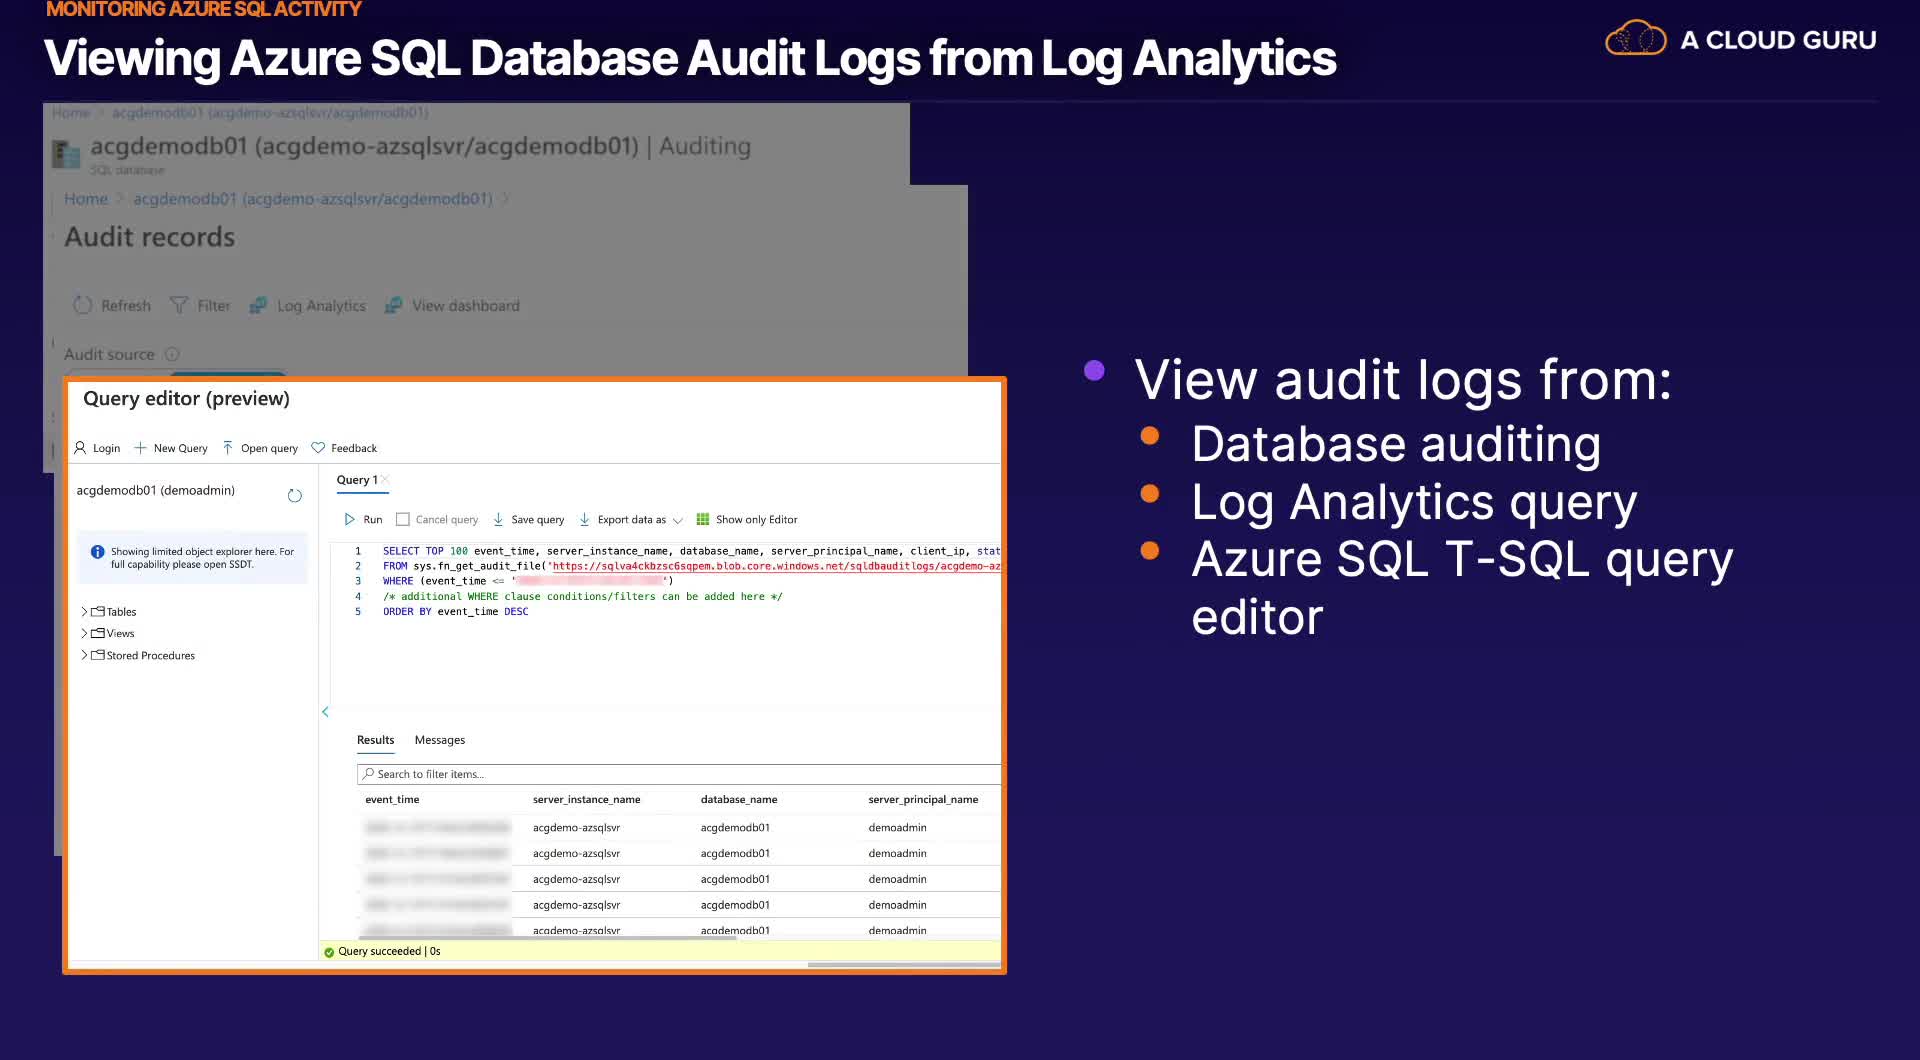 MONITORING AZURE SQL ACTIVITY
Viewing Azure SQL Database Audit Logs from Log Analytics
A CLOUD GURU
Home > acgdemodb01 (acgdemo-azsqlsvr/acgdemodb01)
acgdemodb01 (acgdemo-azsqlsvr/acgdemodb01) | Auditing
SQL database
Home > acgdemodb01 (acgdemo-azsqlsvr/acgdemodb01) >
Audit records
Refresh Filter Log Analytics View dashboard
Audit source
Query editor (preview)
Login New Query Open query Feedback
acgdemodb01 (demoadmin)
Showing limited object explorer here. For
full capability please open SSDT.
Tables
Views
Stored Procedures
Query 1
Run Cancel query Save query Export data as Show only Editor
1 SELECT TOP 100 event_time, server_instance_name, database_name, server_principal_name, client_ip, stat
2 FROM sys.fn_get_audit_file('https://sqlva4ckbzsc6sqpem.blob.core.windows.net/sqldbauditlogs/acgdemo-az
3 WHERE (event_time <= ' ')
4 /* additional WHERE clause conditions/filters can be added here */
5 ORDER BY event_time DESC
Results Messages
Search to filter items...
event_time server_instance_name database_name server_principal_name
acgdemo-azsqlsvr acgdemodb01 demoadmin
acgdemo-azsqlsvr acgdemodb01 demoadmin
acgdemo-azsqlsvr acgdemodb01 demoadmin
acgdemo-azsqlsvr acgdemodb01 demoadmin
acgdemo-azsqlsvr acgdemodb01 demoadmin
Query succeeded | 0s
View audit logs from:
Database auditing
Log Analytics query
Azure SQL T-SQL query
editor